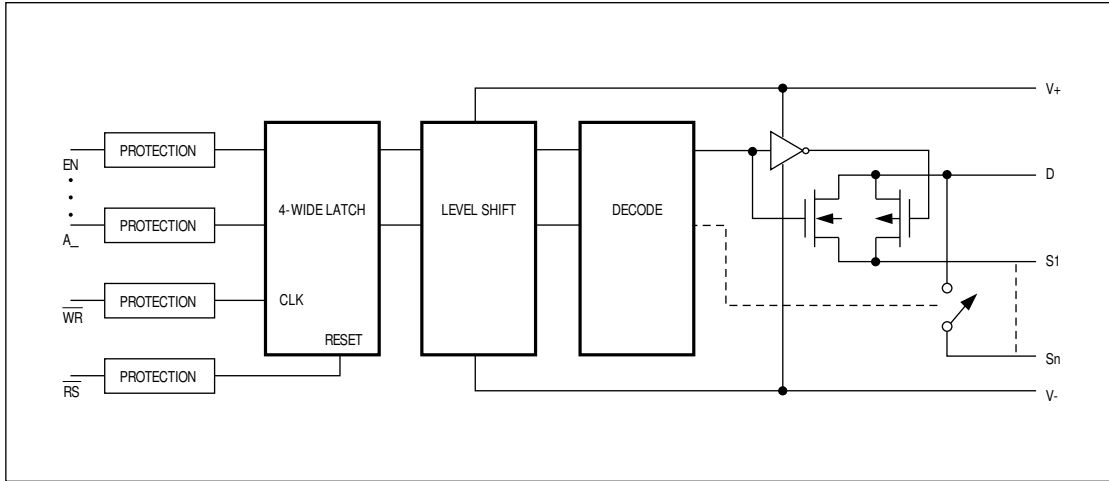 EN
PROTECTION
A_
PROTECTION
WR
PROTECTION
RS
PROTECTION
4-WIDE LATCH
CLK
RESET
LEVEL SHIFT
DECODE
V+
D
S1
Sn
V-